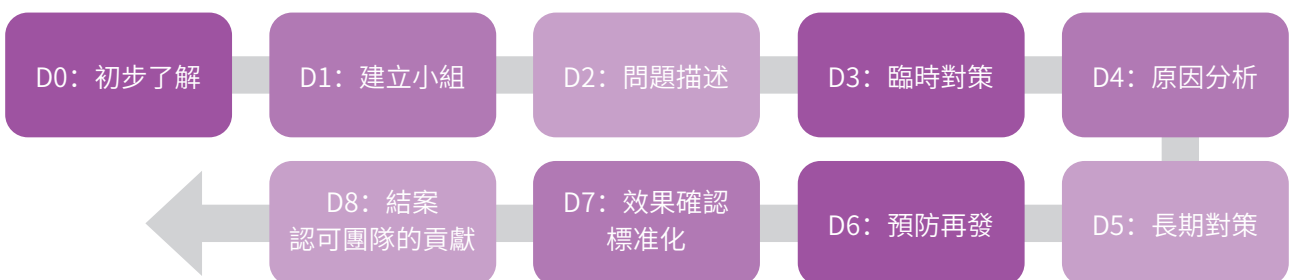 D0：初步了解
D1：建立小組
D2：問題描述
D3：臨時對策
D4：原因分析
D5：長期對策
D6：預防再發
D7：效果確認
標准化
D8：結案
認可團隊的貢獻